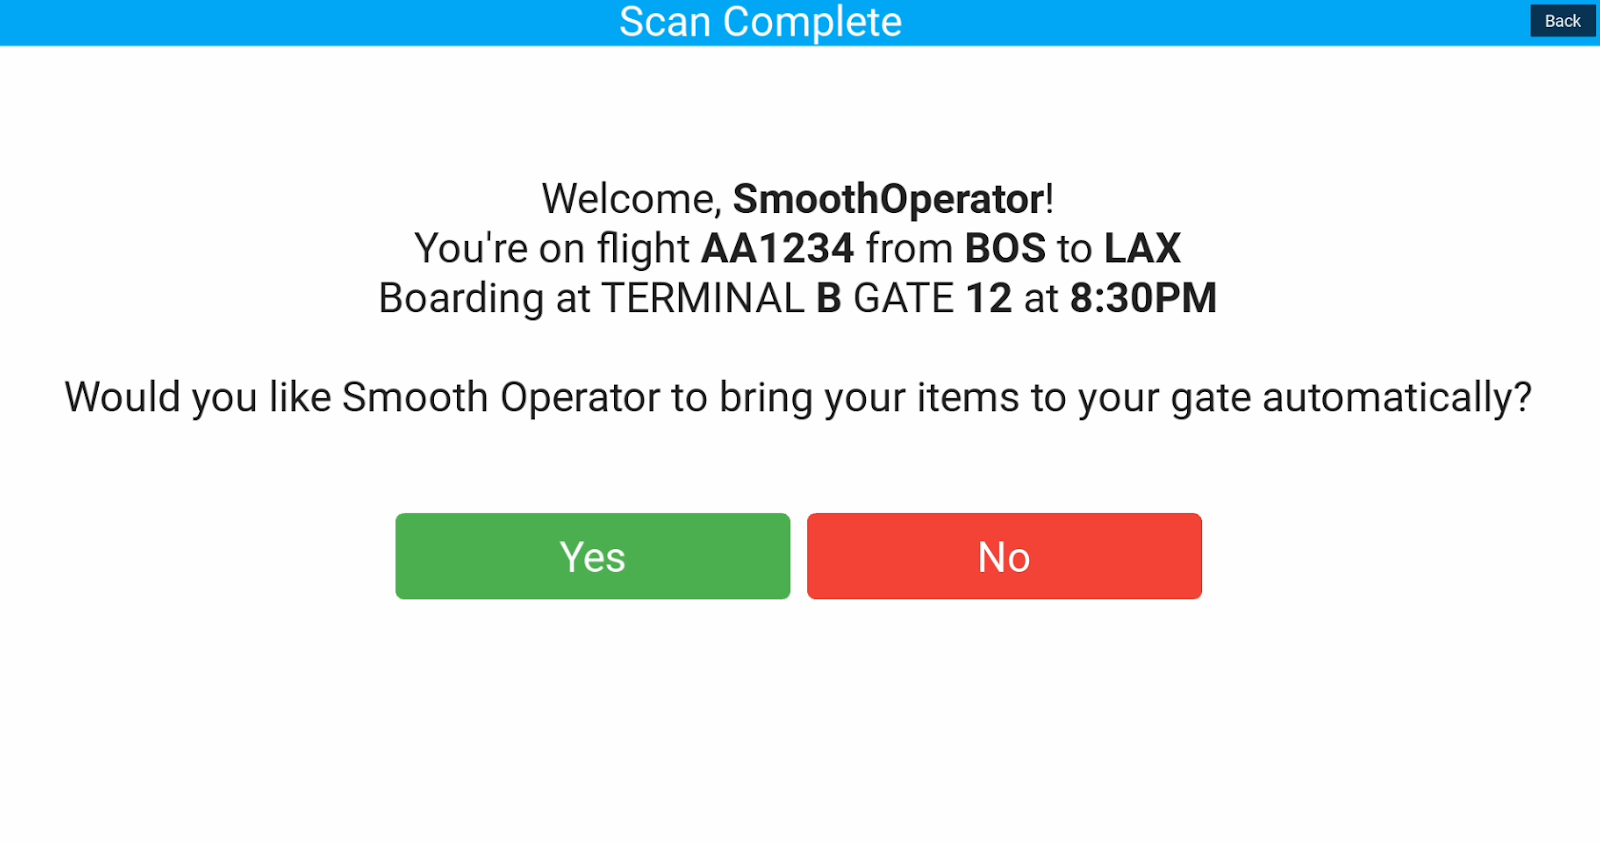 Scan Complete
Back
Welcome, SmoothOperator!
You're on flight AA1234 from BOS to LAX
Boarding at TERMINAL B GATE 12 at 8:30PM
Would you like Smooth Operator to bring your items to your gate automatically?
Yes
No